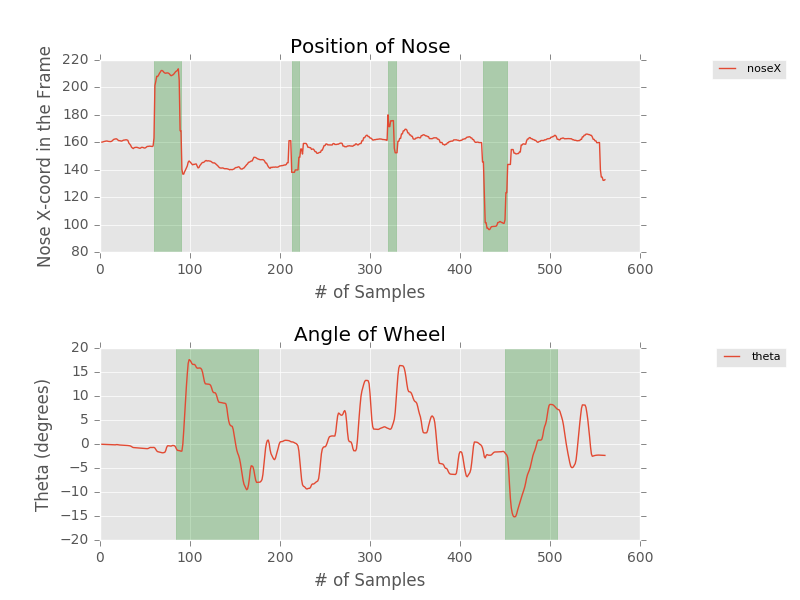 Position of Nose
noseX
Nose X-coord in the Frame
220
200
180
160
140
120
100
80
0 100 200 300 400 500 600
# of Samples
Angle of Wheel
theta
Theta (degrees)
20
15
10
5
0
−5
−10
−15
−20
0 100 200 300 400 500 600
# of Samples